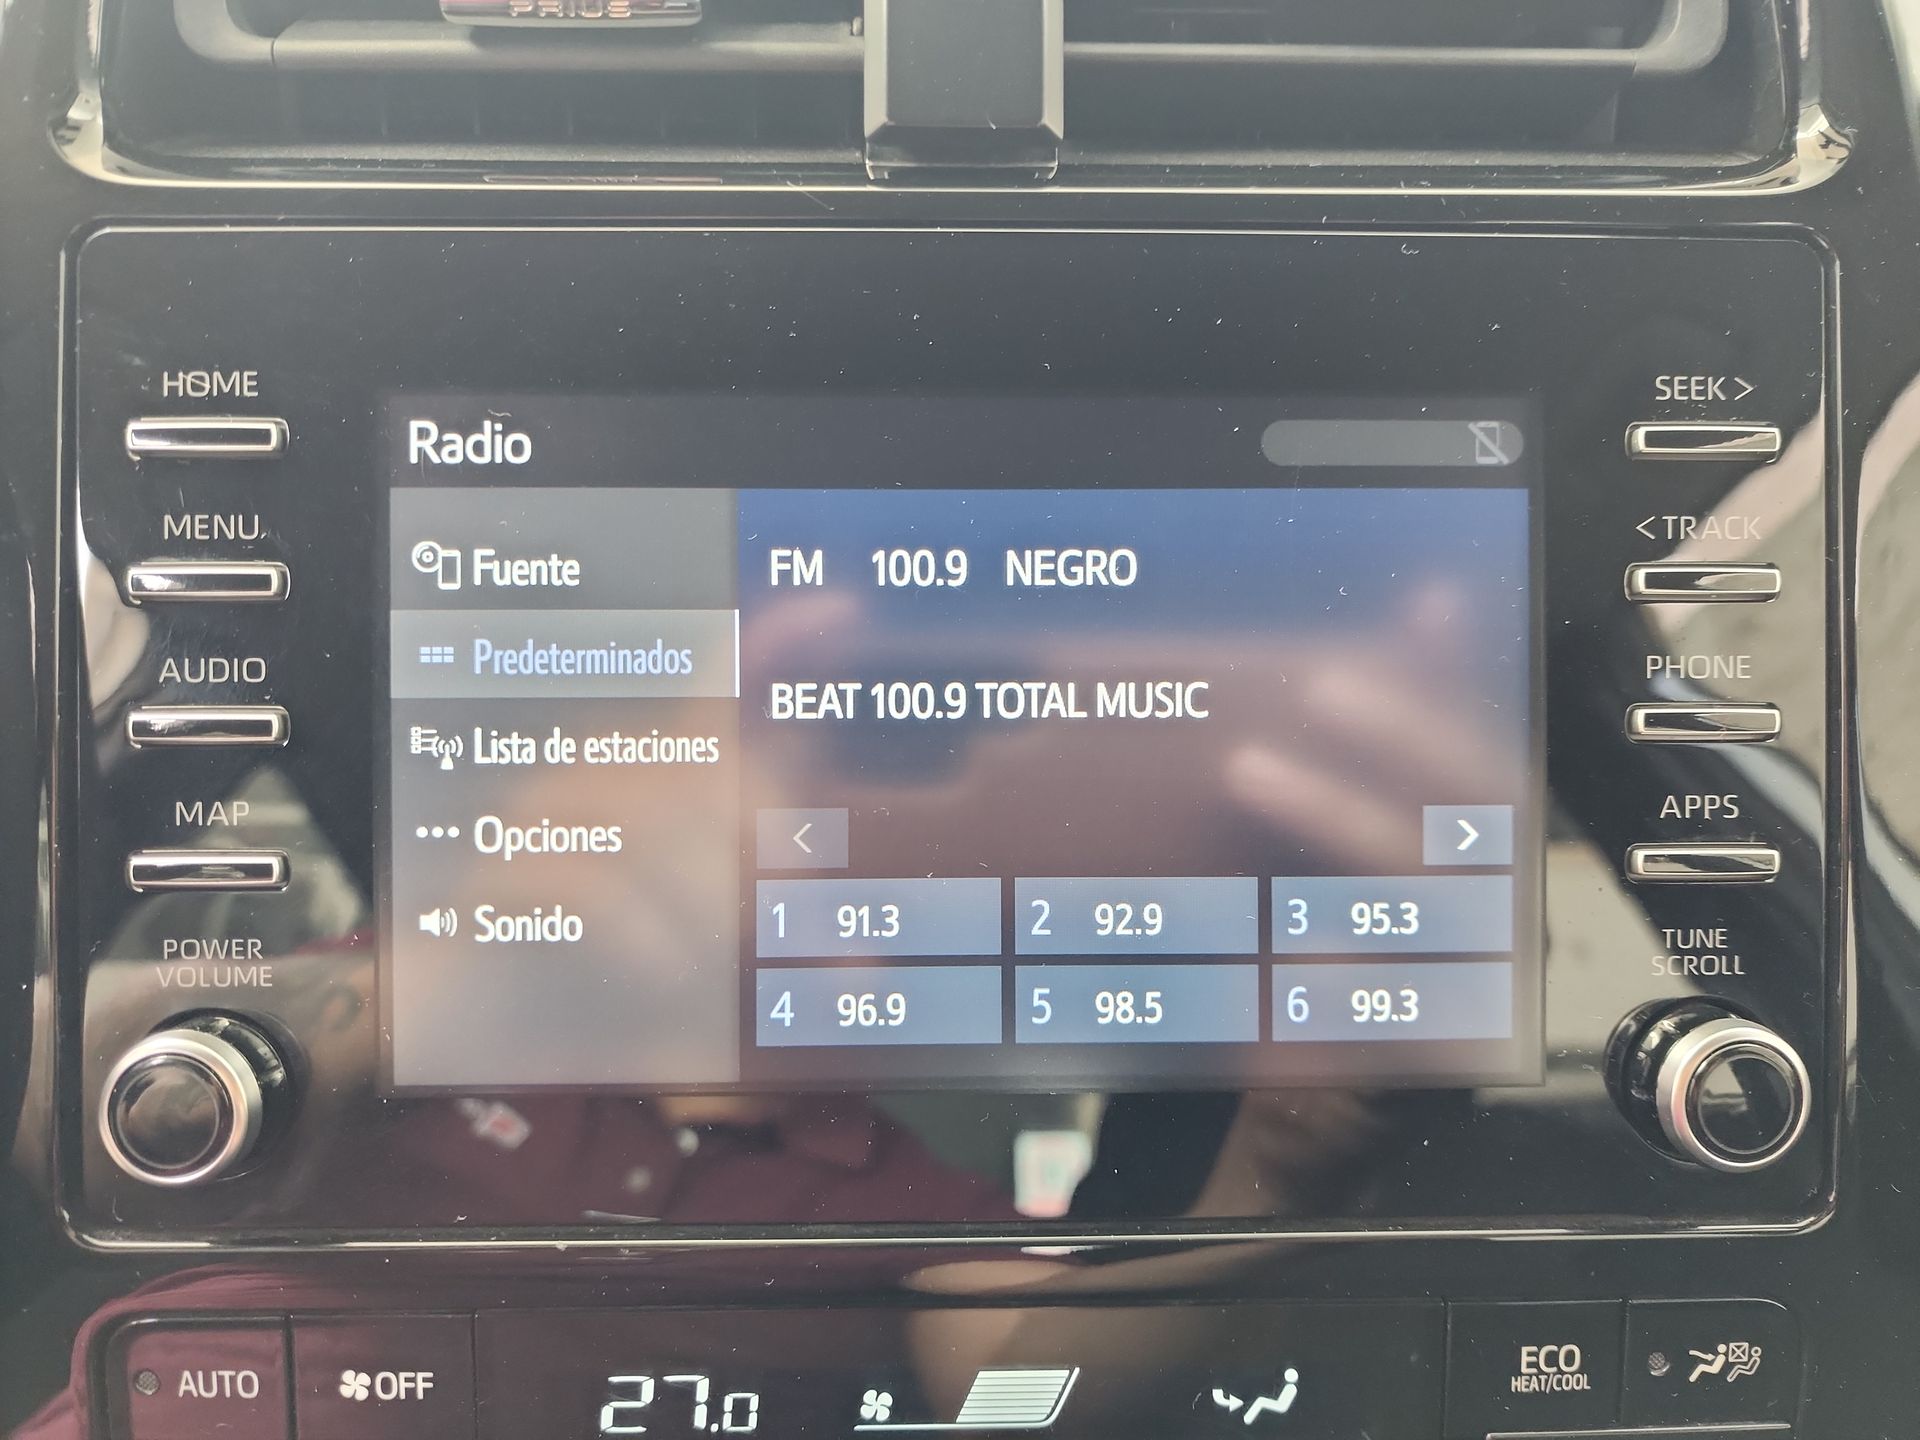 PRIUS
HOME
MENU
AUDIO
MAP
POWER
VOLUME
Radio
Fuente
Predeterminados
Lista de estaciones
Opciones
Sonido
FM 100.9 NEGRO
BEAT 100.9 TOTAL MUSIC
< >
1 91.3 2 92.9 3 95.3
4 96.9 5 98.5 6 99.3
SEEK >
< TRACK
PHONE
APPS
TUNE
SCROLL
AUTO
OFF
27.0
ECO
HEAT/COOL